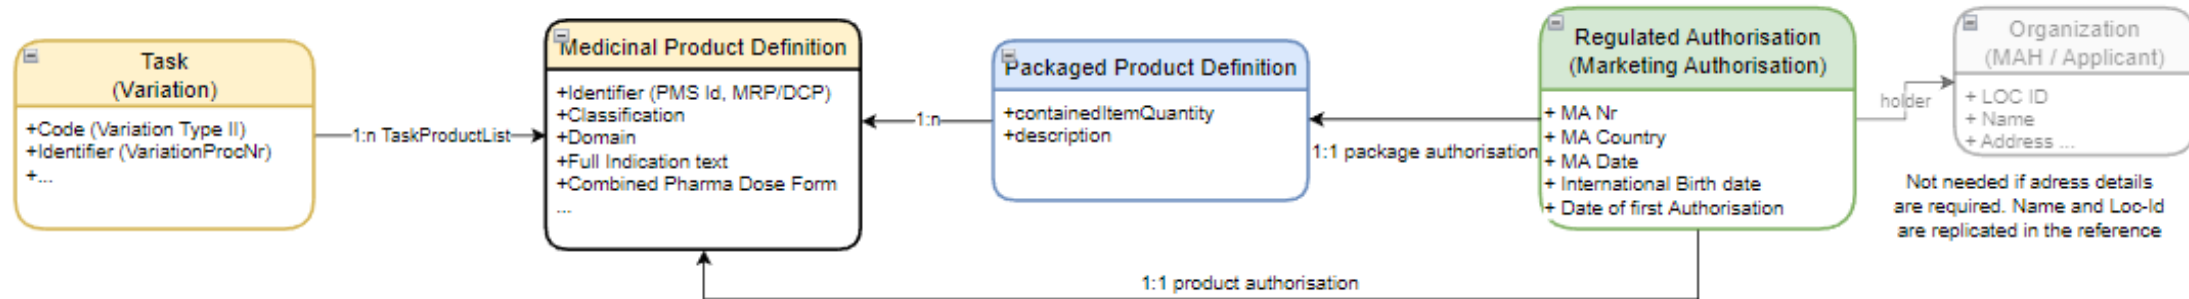 Task
(Variation)
+Code (Variation Type II)
+Identifier (VariationProcNr)
+...
1:n TaskProductList
Medicinal Product Definition
+Identifier (PMS Id, MRP/DCP)
+Classification
+Domain
+Full Indication text
+Combined Pharma Dose Form
...
1:n
Packaged Product Definition
+containedItemQuantity
+description
1:1 package authorisation
Regulated Authorisation
(Marketing Authorisation)
+ MA Nr
+ MA Country
+ MA Date
+ International Birth date
+ Date of first Authorisation
holder
Organization
(MAH / Applicant)
+ LOC ID
+ Name
+ Address ...
Not needed if adress details
are required. Name and Loc-Id
are replicated in the reference
1:1 product authorisation